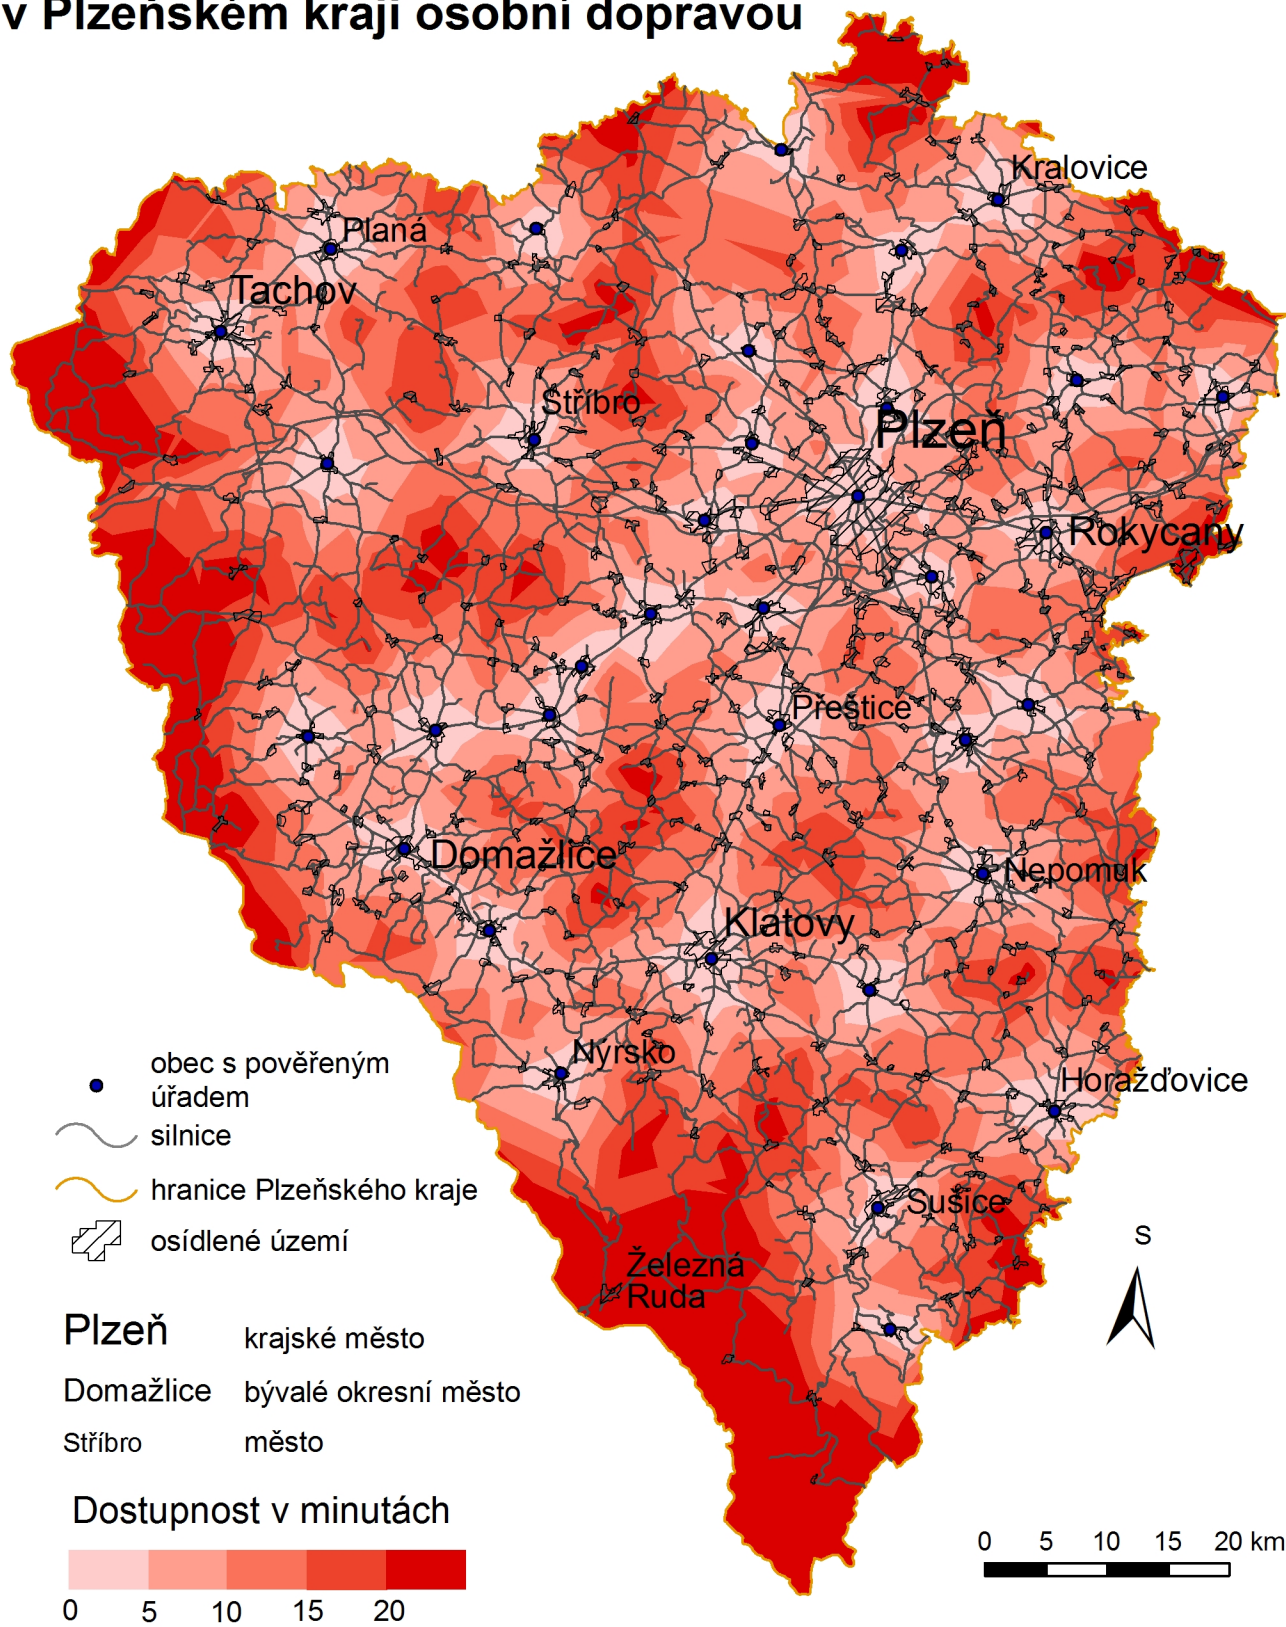 v Plzeňském kraji osobní dopravou
Kralovice
Planá
Tachov
Stříbro
Plzeň
Rokycany
Přeštice
Domažlice
Nepomuk
Klatovy
Nýrsko
Horažďovice
Sušice
Železná
Ruda
obec s pověřeným
úřadem
silnice
hranice Plzeňského kraje
osídlené území
S
Plzeň krajské město
Domažlice bývalé okresní město
Stříbro město
Dostupnost v minutách
0 5 10 15 20
0 5 10 15 20 km